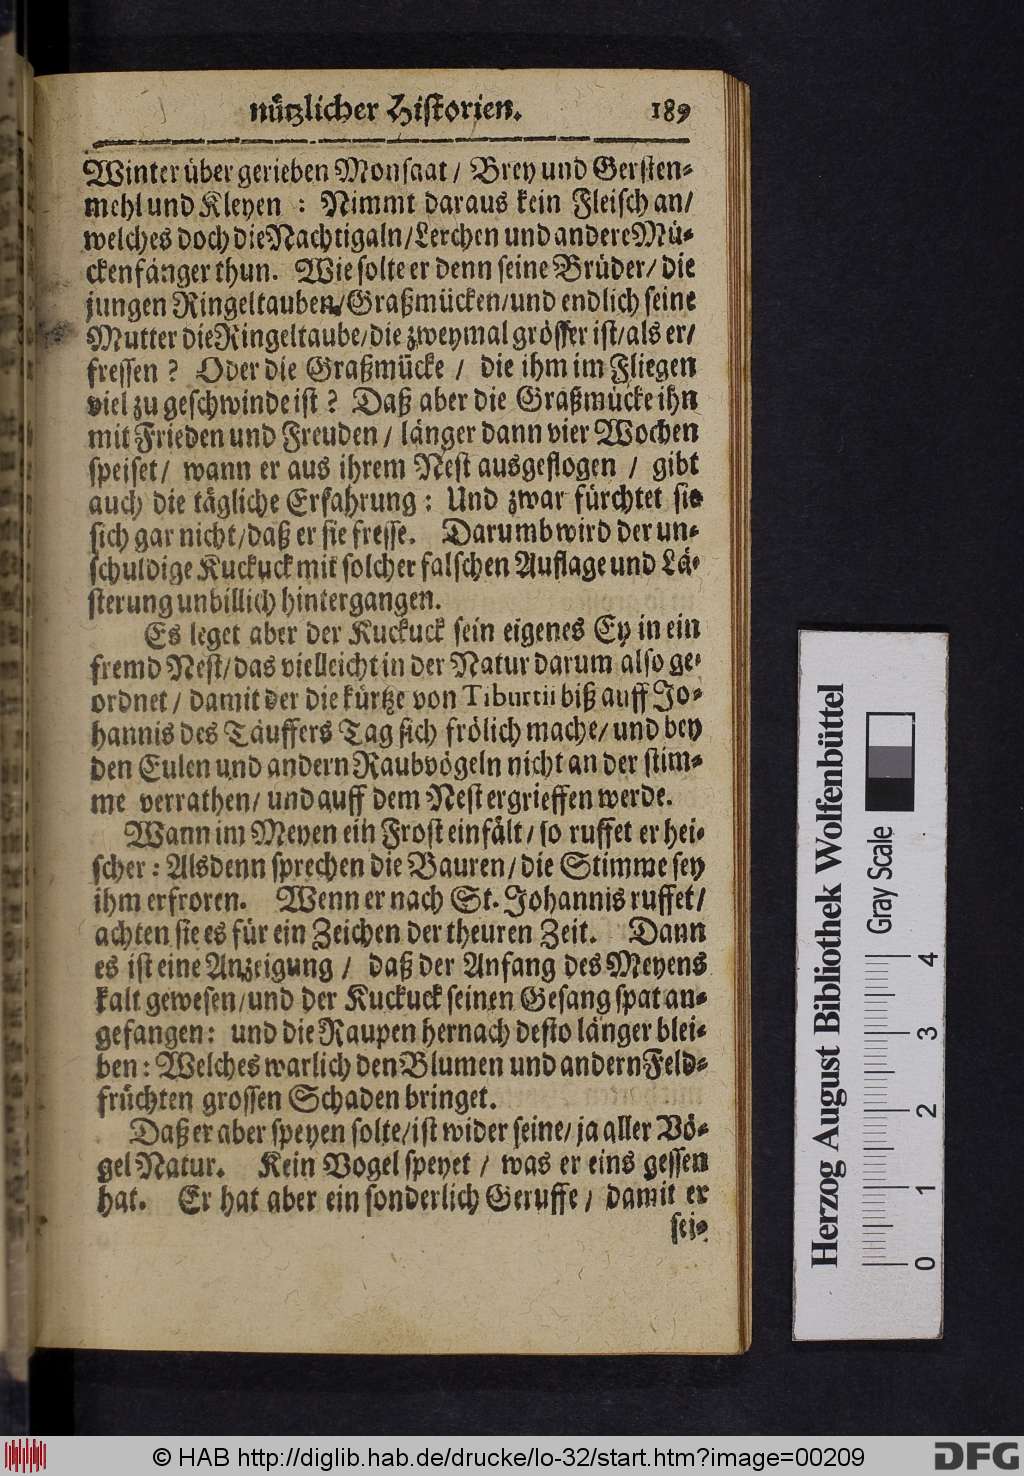 nützlicher Historien. 189
Winter über gerieben Monsaat / Brey und Gersten-
mehl und Kleyen : Nimmt daraus kein Fleisch an/
welches doch die Nachtigaln/Lerchen und andere Mü-
ckenfänger thun. Wie solte er denn seine Brüder/ die
jungen Ringeltauben/Graßmücken/und endlich seine
Mutter die Ringeltaube/die zweymal grösser ist/als er/
fressen ? Oder die Graßmücke / die ihm im Fliegen
viel zu geschwinde ist ? Daß aber die Graßmücke ihn
mit Frieden und Freuden / länger dann vier Wochen
speiset/ wann er aus ihrem Nest ausgeflogen / gibt
auch die tägliche Erfahrung : Und zwar fürchtet sie
sich gar nicht/daß er sie fresse. Darumb wird der un-
schuldige Kuckuck mit solcher falschen Auflage und Lä-
sterung unbillich hintergangen.
Es leget aber der Kuckuck sein eigenes Ey in ein
fremd Nest/das vielleicht in der Natur darum also ge-
ordnet / damit der die kürtze von Tiburtii biß auff Jo-
hannis des Täuffers Tag sich frölich mache/ und bey
den Eulen und andern Raubvögeln nicht an der stim-
me verrathen/ und auff dem Nest ergrieffen werde.
Wann im Meyen ein Frost einfält/ so ruffet er hei-
scher : Alsdenn sprechen die Bauren/die Stimme sey
ihm erfroren. Wenn er nach St. Johannis ruffet/
achten sie es für ein Zeichen der theuren Zeit. Dann
es ist eine Anzeigung / daß der Anfang des Meyens
kalt gewesen/und der Kuckuck seinen Gesang spat an-
gefangen : und die Raupen hernach desto länger blei-
ben : Welches warlich den Blumen und andern Feld-
früchten grossen Schaden bringet.
Daß er aber speyen solte/ist wider seine/ ja aller Vö-
gel Natur. Kein Vogel speyet / was er eins gessen
hat. Er hat aber ein sonderlich Geruffe / damit er
sei-
Herzog August Bibliothek Wolfenbüttel
Gray Scale
0 1 2 3 4
© HAB http://diglib.hab.de/drucke/lo-32/start.htm?image=00209
DFG